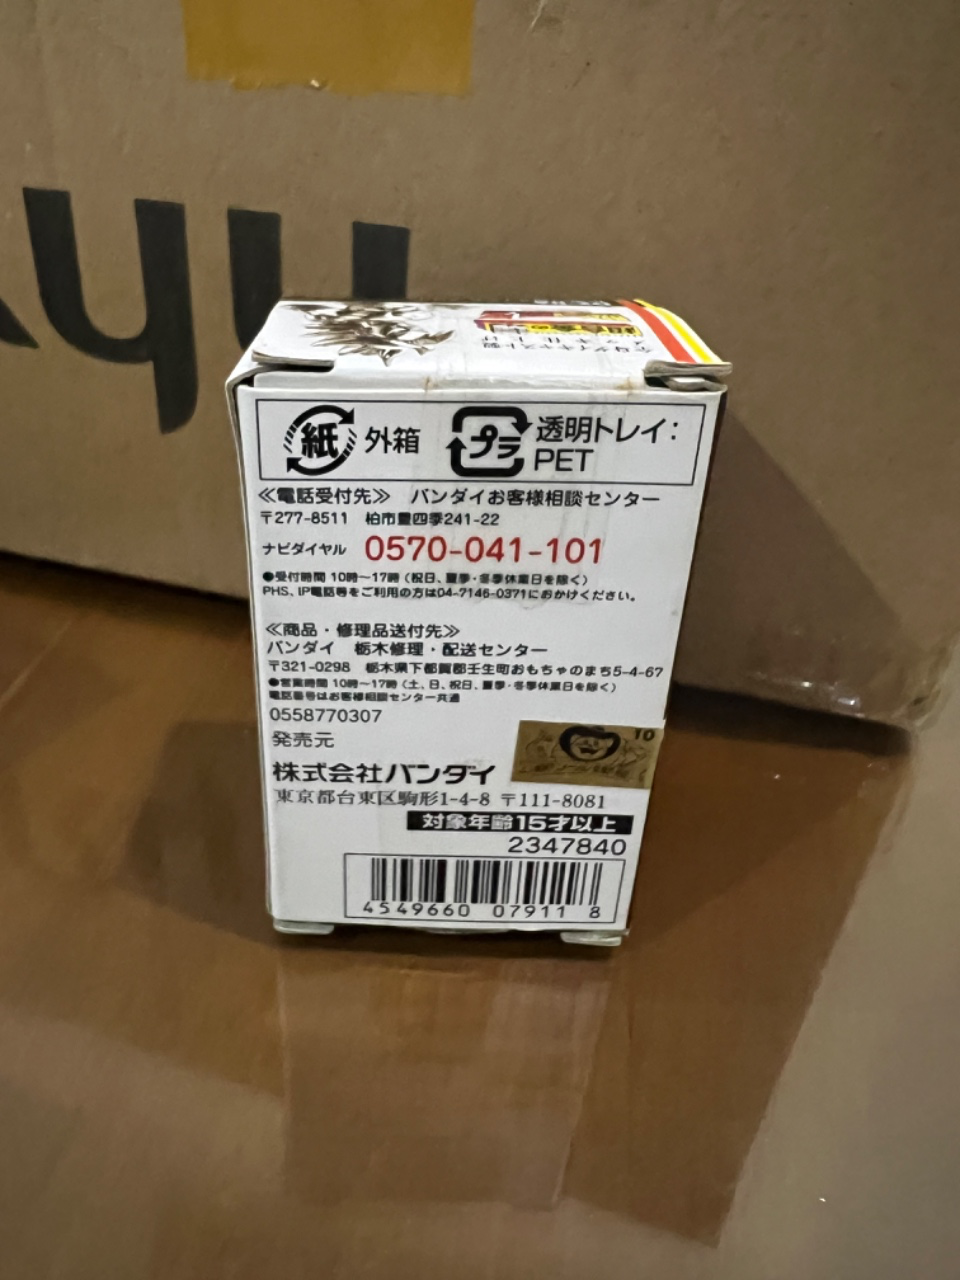 kyu
紙 外箱 プラ 透明トレイ:
PET
≪電話受付先≫ バンダイお客様相談センター
〒277-8511 柏市豊四季241-22
ナビダイヤル 0570-041-101
●受付時間 10時～17時（祝日、夏季・冬季休業日を除く）
PHS、IP電話等をご利用の方は04-7146-0371におかけください。
≪商品・修理品送付先≫
バンダイ 栃木修理・配送センター
〒321-0298 栃木県下都賀郡壬生町おもちゃのまち5-4-67
●営業時間 10時～17時（土、日、祝日、夏季・冬季休業日を除く）
電話番号はお客様相談センター共通
0558770307
発売元
10
株式会社バンダイ
東京都台東区駒形1-4-8 〒111-8081
対象年齢15才以上
2347840
4549660 07911 8